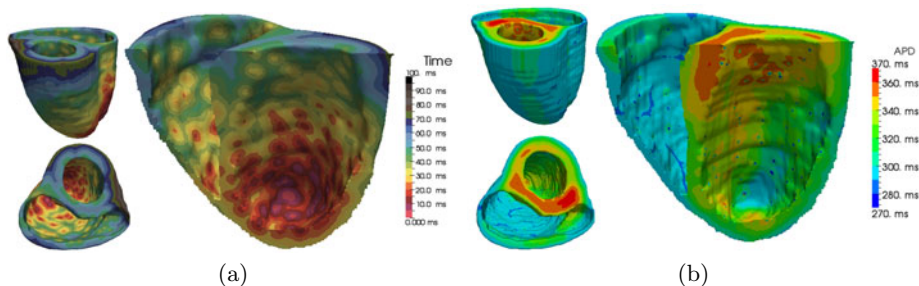 Time
100. ms
90.0 ms
80.0 ms
70.0 ms
60.0 ms
50.0 ms
40.0 ms
30.0 ms
20.0 ms
10.0 ms
0.000 ms
(a)
APD
370. ms
360. ms
340. ms
320. ms
300. ms
280. ms
270. ms
(b)